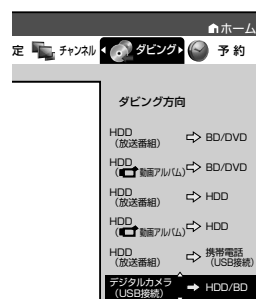 ホーム
定 チャンネル ダビング 予約
ダビング方向
HDD
(放送番組) ⇨ BD/DVD
HDD
(動画アルバム) ⇨ BD/DVD
HDD
(放送番組) ⇨ HDD
HDD
(動画アルバム) ⇨ HDD
HDD
(放送番組) ⇨ 携帯電話
(USB接続)
デジタルカメラ
(USB接続) ➡ HDD/BD